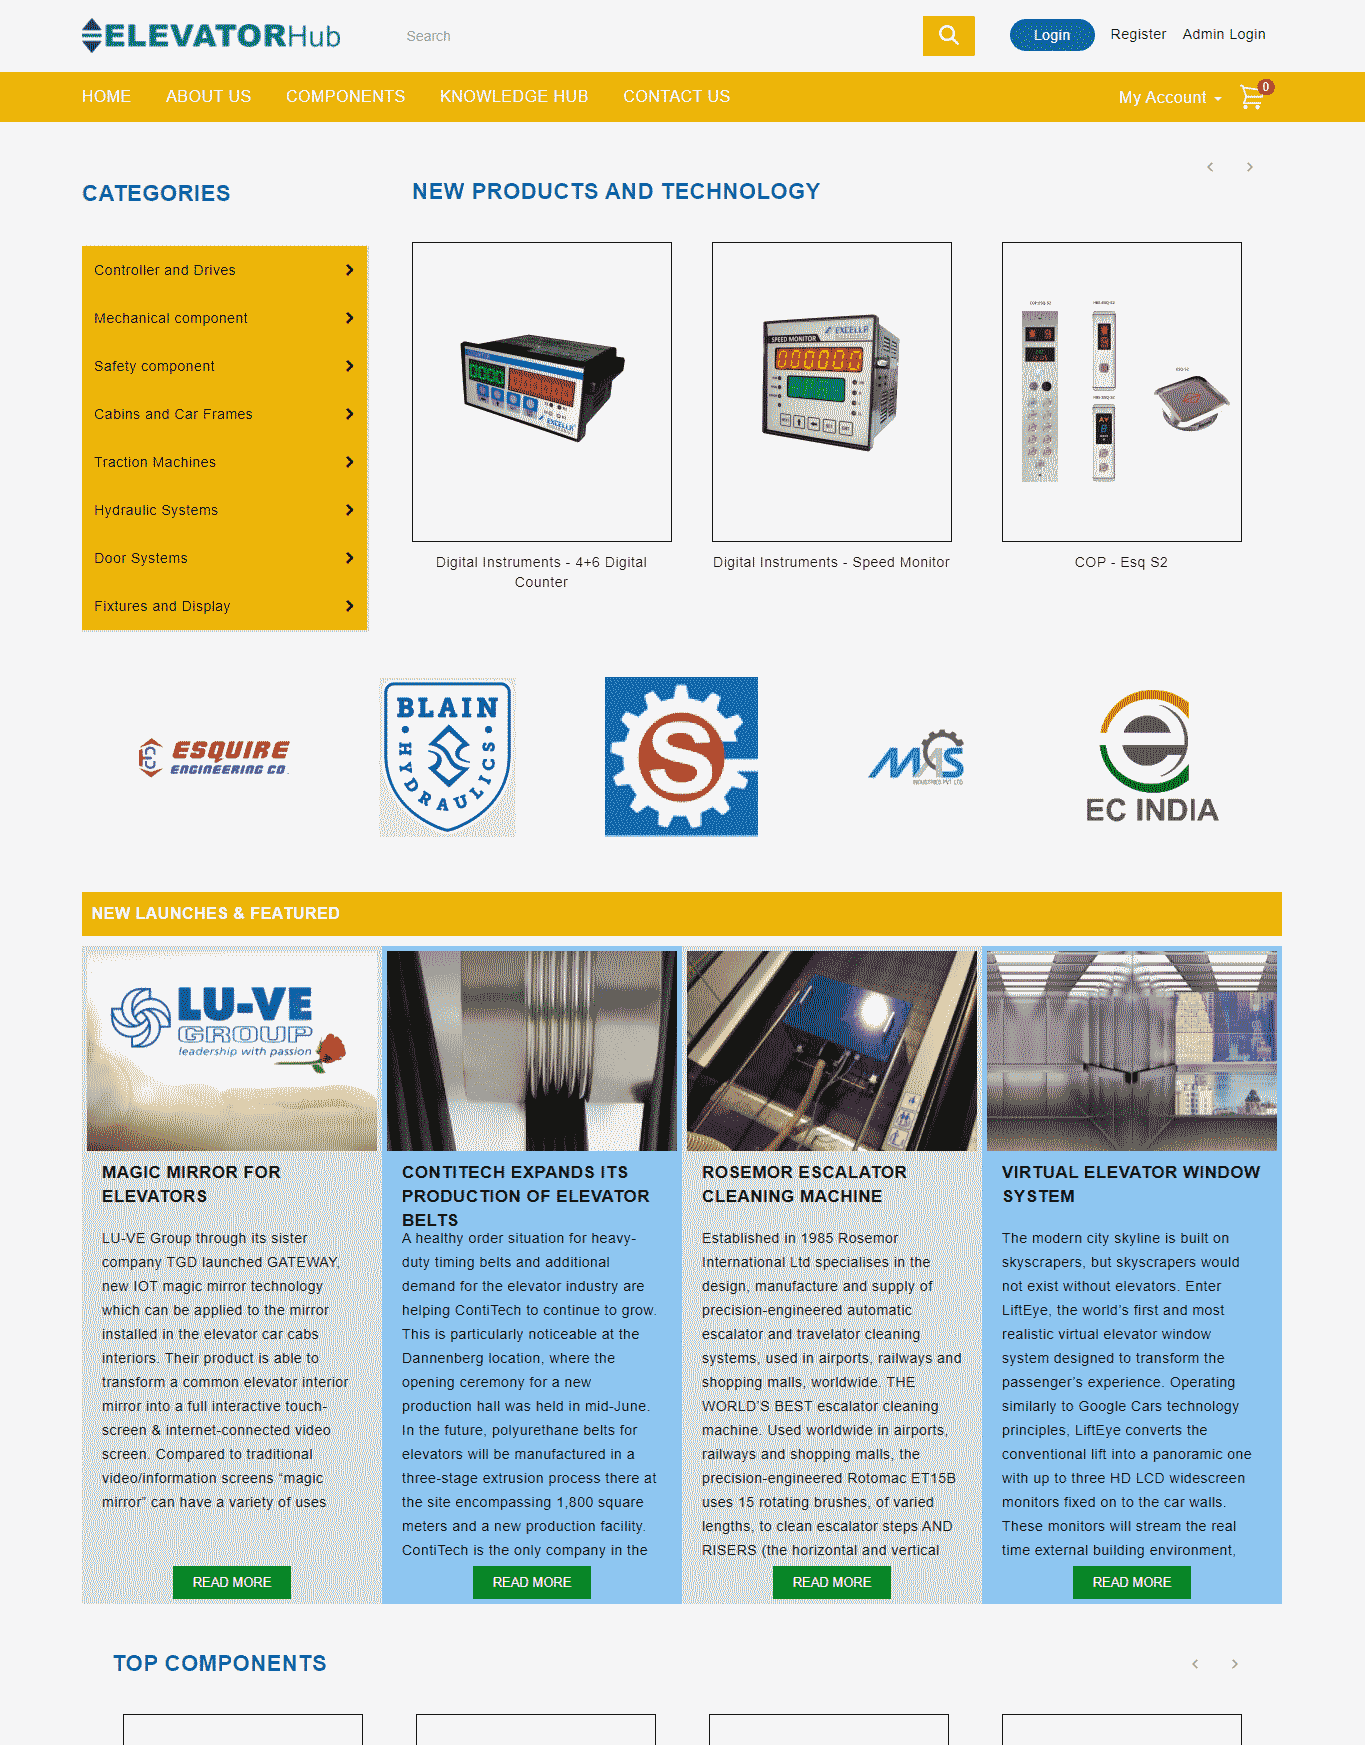 ELEVATORHub
Search
Login
Register
Admin Login
HOME
ABOUT US
COMPONENTS
KNOWLEDGE HUB
CONTACT US
My Account
0
CATEGORIES
Controller and Drives
Mechanical component
Safety component
Cabins and Car Frames
Traction Machines
Hydraulic Systems
Door Systems
Fixtures and Display
NEW PRODUCTS AND TECHNOLOGY
SPEED MONITOR
Digital Instruments - 4+6 Digital
Counter
Digital Instruments - Speed Monitor
COP - Esq S2
ESQUIRE
ENGINEERING CO.
BLAIN
HYDRAULICS
S
MAS
INDUSTRIES PVT LTD
EC INDIA
NEW LAUNCHES & FEATURED
LU-VE
GROUP
leadership with passion
MAGIC MIRROR FOR
ELEVATORS
LU-VE Group through its sister
company TGD launched GATEWAY,
new IOT magic mirror technology
which can be applied to the mirror
installed in the elevator car cabs
interiors. Their product is able to
transform a common elevator interior
mirror into a full interactive touch-
screen & internet-connected video
screen. Compared to traditional
video/information screens “magic
mirror” can have a variety of uses
READ MORE
CONTITECH EXPANDS ITS
PRODUCTION OF ELEVATOR
BELTS
A healthy order situation for heavy-
duty timing belts and additional
demand for the elevator industry are
helping ContiTech to continue to grow.
This is particularly noticeable at the
Dannenberg location, where the
opening ceremony for a new
production hall was held in mid-June.
In the future, polyurethane belts for
elevators will be manufactured in a
three-stage extrusion process there at
the site encompassing 1,800 square
meters and a new production facility.
ContiTech is the only company in the
READ MORE
ROSEMOR ESCALATOR
CLEANING MACHINE
Established in 1985 Rosemor
International Ltd specialises in the
design, manufacture and supply of
precision-engineered automatic
escalator and travelator cleaning
systems, used in airports, railways and
shopping malls, worldwide. THE
WORLD’S BEST escalator cleaning
machine. Used worldwide in airports,
railways and shopping malls, the
precision-engineered Rotomac ET15B
uses 15 rotating brushes, of varied
lengths, to clean escalator steps AND
RISERS (the horizontal and vertical
READ MORE
VIRTUAL ELEVATOR WINDOW
SYSTEM
The modern city skyline is built on
skyscrapers, but skyscrapers would
not exist without elevators. Enter
LiftEye, the world’s first and most
realistic virtual elevator window
system designed to transform the
passenger’s experience. Operating
similarly to Google Cars technology
principles, LiftEye converts the
conventional lift into a panoramic one
with up to three HD LCD widescreen
monitors fixed on to the car walls.
These monitors will stream the real
time external building environment,
READ MORE
TOP COMPONENTS